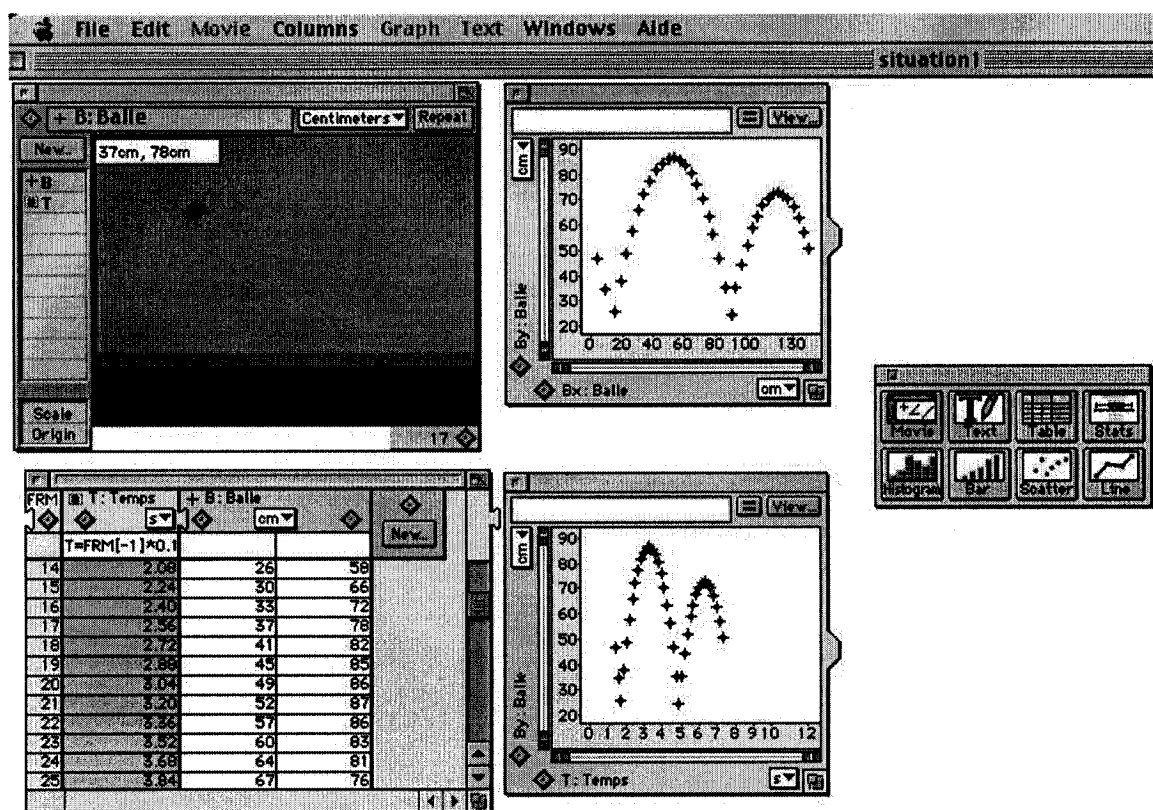 File Edit Movie Columns Graph Text Windows Aide
situation1
+ B: Balle Centimeters Repeat
New... 37cm, 78cm
+ B
T
Scale
Origin
17
View...
cm
90
80
70
60
50
40
30
20
By: Balle
0 20 40 60 80 100 130
Bx: Balle cm
Movie Text Table Stats
Histogram Bar Scatter Line
FRM T: Temps + B: Balle
s cm
New...
T=FRM[-1]*0.1
14 2.08 26 58
15 2.24 30 66
16 2.40 33 72
17 2.56 37 78
18 2.72 41 82
19 2.88 45 85
20 3.04 49 86
21 3.20 52 87
22 3.36 57 86
23 3.52 60 83
24 3.68 64 81
25 3.84 67 76
View...
cm
90
80
70
60
50
40
30
20
By: Balle
0 1 2 3 4 5 6 7 8 9 10 12
T: Temps s